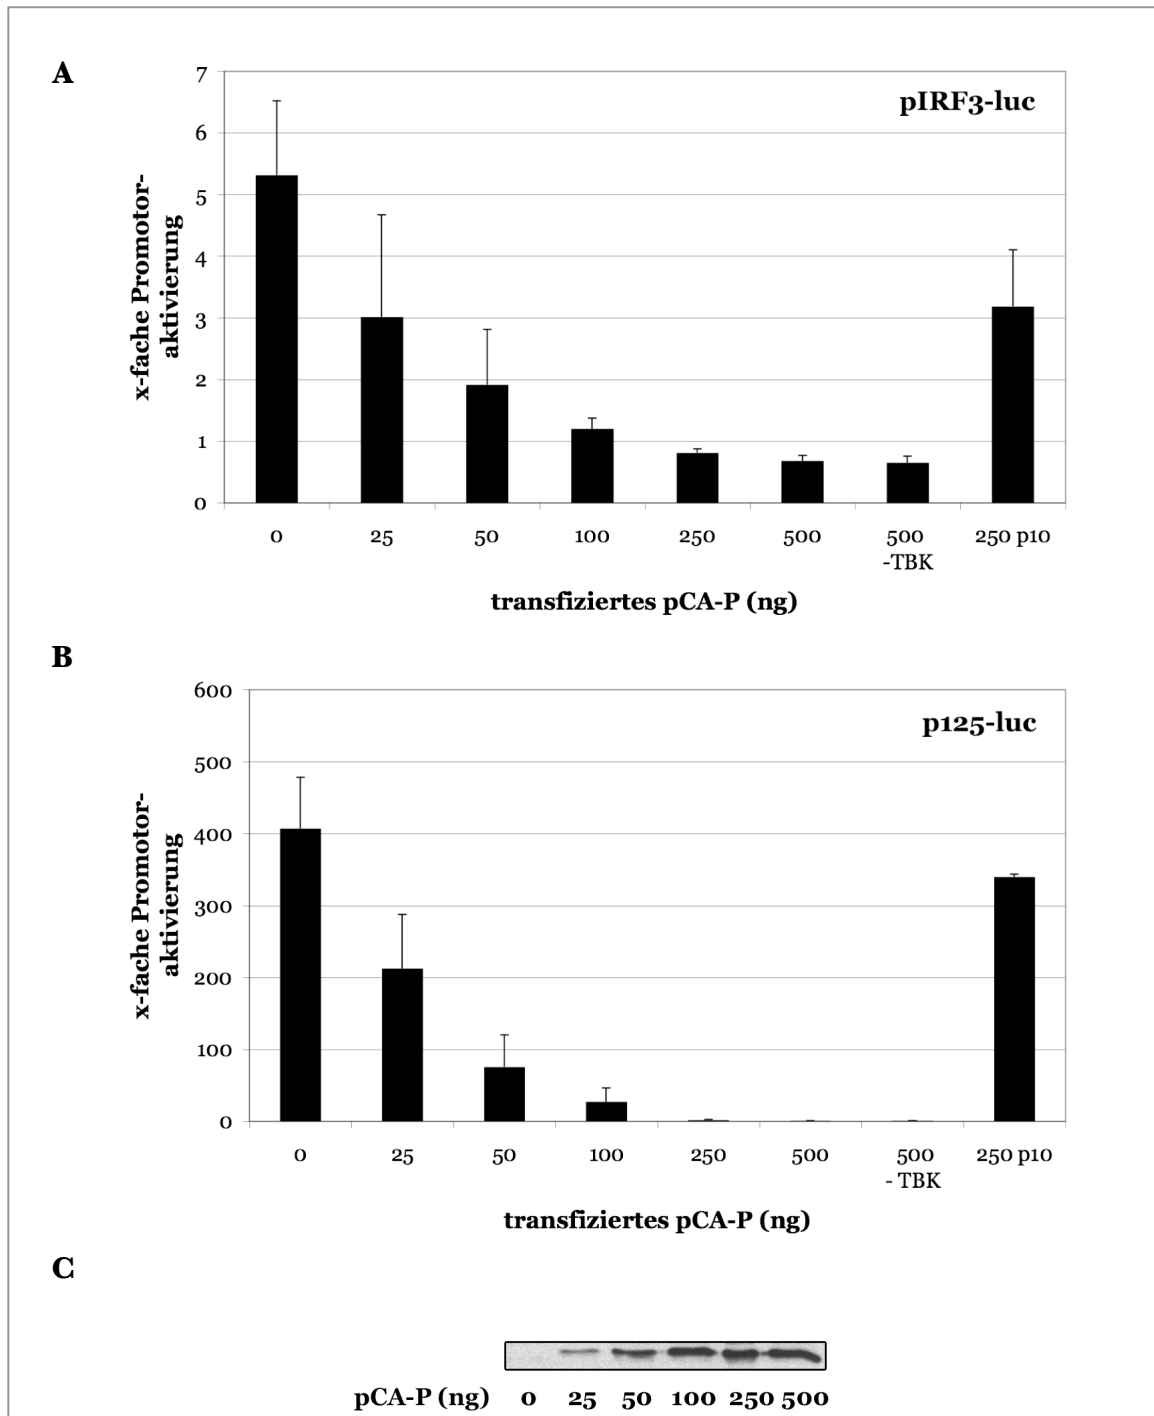 A
pIRF3-luc
x-fache Promotor-
aktivierung
7
6
5
4
3
2
1
0
0 25 50 100 250 500 500 250 p10
-TBK
transfiziertes pCA-P (ng)
B
p125-luc
x-fache Promotor-
aktivierung
600
500
400
300
200
100
0
0 25 50 100 250 500 500 250 p10
- TBK
transfiziertes pCA-P (ng)
C
pCA-P (ng) 0 25 50 100 250 500